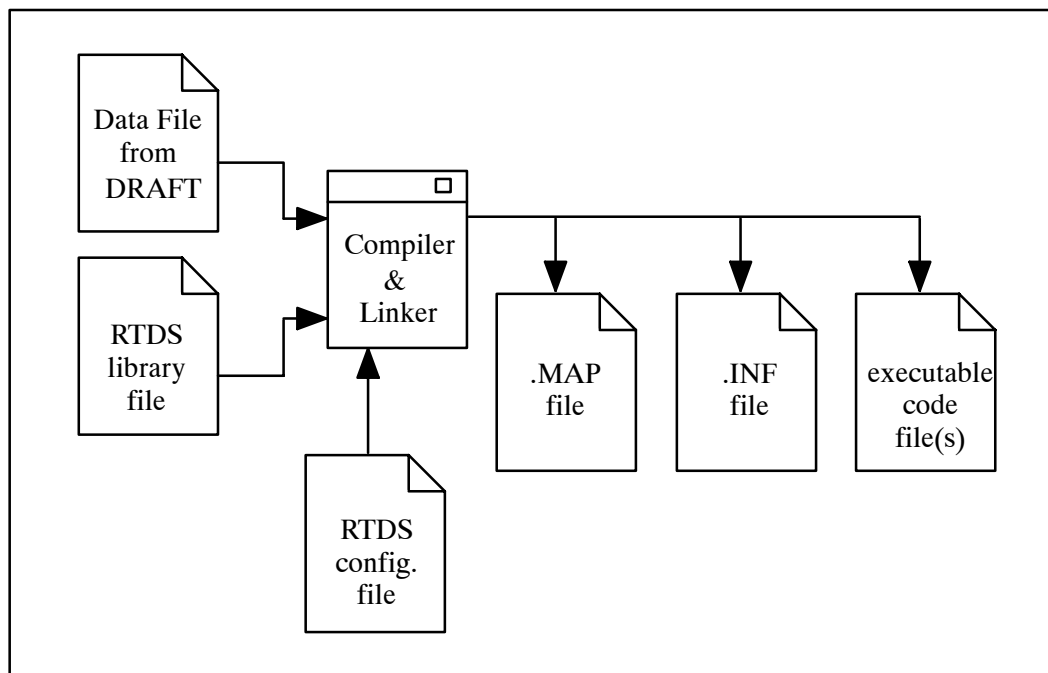 Data File
from
DRAFT
Compiler
&
Linker
RTDS
library
file
.MAP
file
.INF
file
executable
code
file(s)
RTDS
config.
file